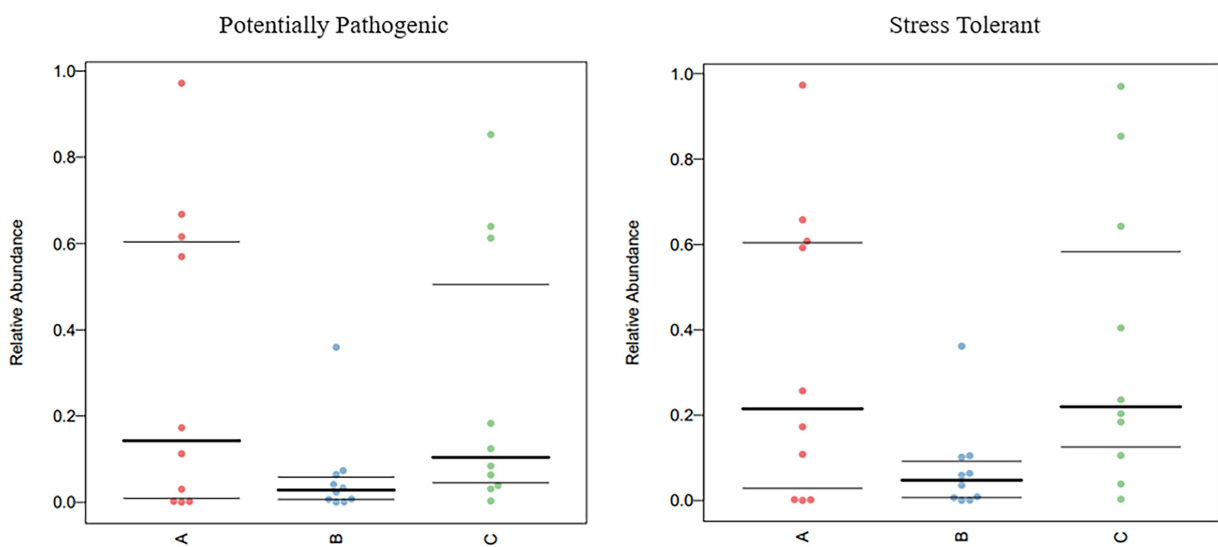 Potentially Pathogenic
Relative Abundance
1.0
0.8
0.6
0.4
0.2
0.0
A
B
C
Stress Tolerant
Relative Abundance
1.0
0.8
0.6
0.4
0.2
0.0
A
B
C